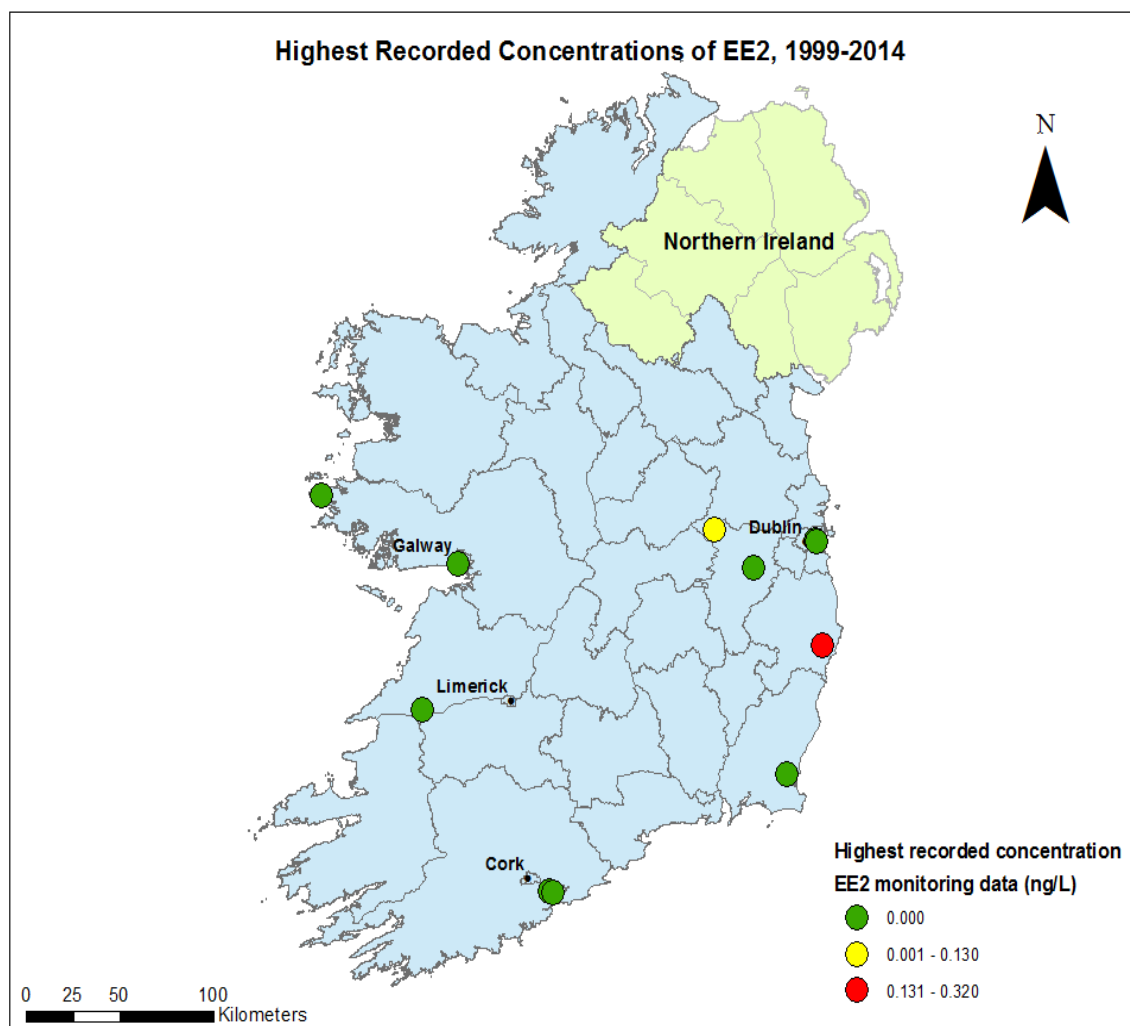 Highest Recorded Concentrations of EE2, 1999-2014
N
Northern Ireland
Dublin
Galway
Limerick
Cork
Highest recorded concentration
EE2 monitoring data (ng/L)
0.000
0.001 - 0.130
0.131 - 0.320
0 25 50 100
Kilometers